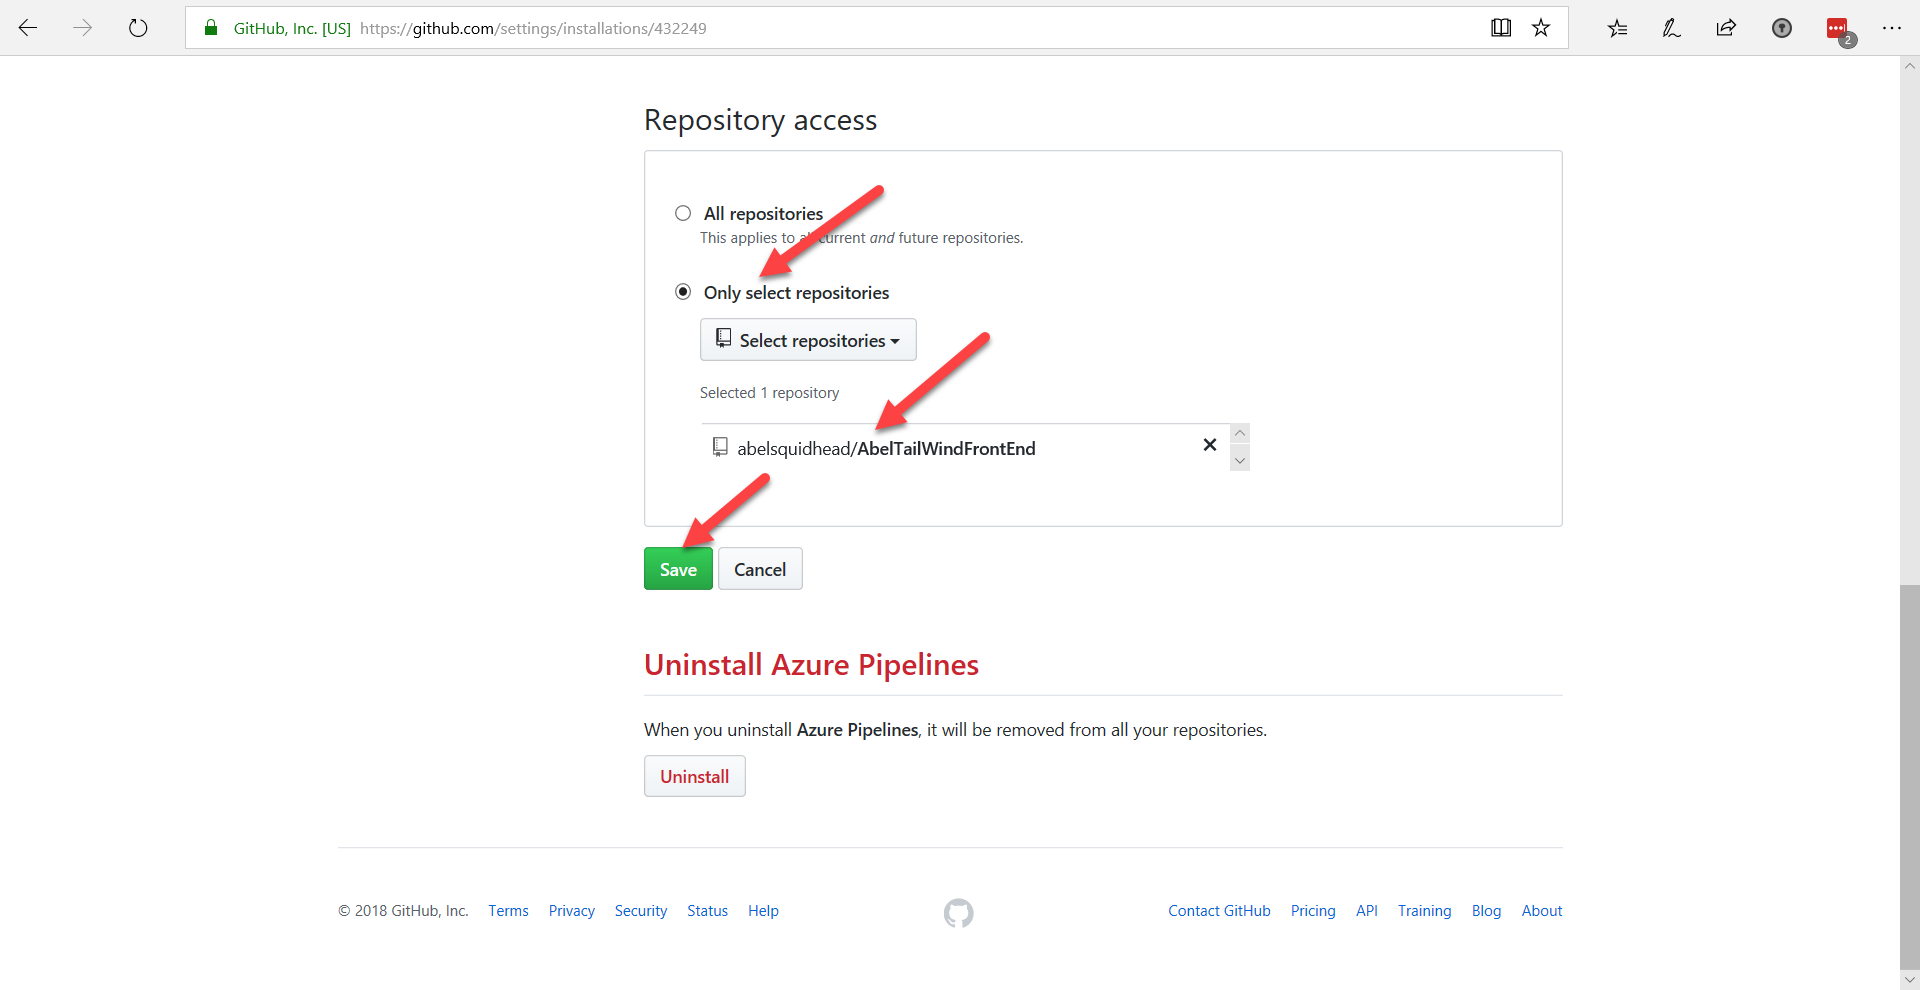 GitHub, Inc. [US] https://github.com/settings/installations/432249
2
Repository access
All repositories
This applies to all current and future repositories.
Only select repositories
Select repositories
Selected 1 repository
abelsquidhead/AbelTailWindFrontEnd
Save Cancel
Uninstall Azure Pipelines
When you uninstall Azure Pipelines, it will be removed from all your repositories.
Uninstall
© 2018 GitHub, Inc. Terms Privacy Security Status Help Contact GitHub Pricing API Training Blog About